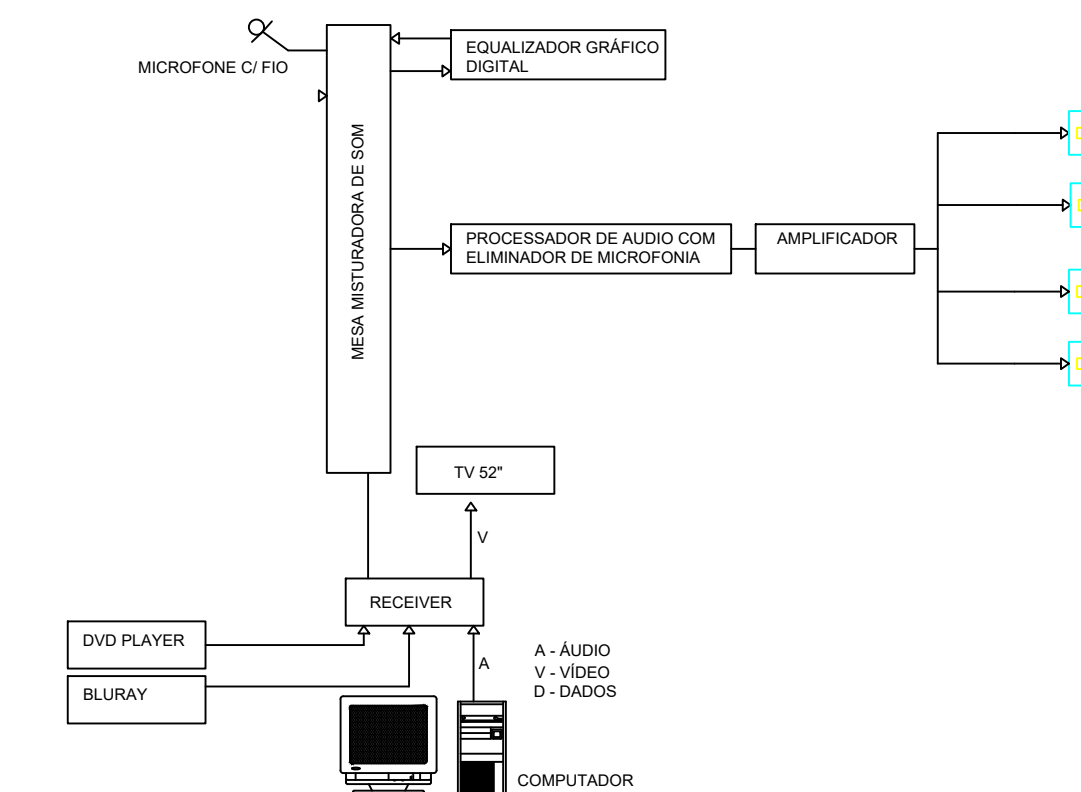 MICROFONE C/ FIO
EQUALIZADOR GRÁFICO
DIGITAL
MESA MISTURADORA DE SOM
PROCESSADOR DE AUDIO COM
ELIMINADOR DE MICROFONIA
AMPLIFICADOR
TV 52"
V
RECEIVER
DVD PLAYER
BLURAY
A
A - ÁUDIO
V - VÍDEO
D - DADOS
COMPUTADOR